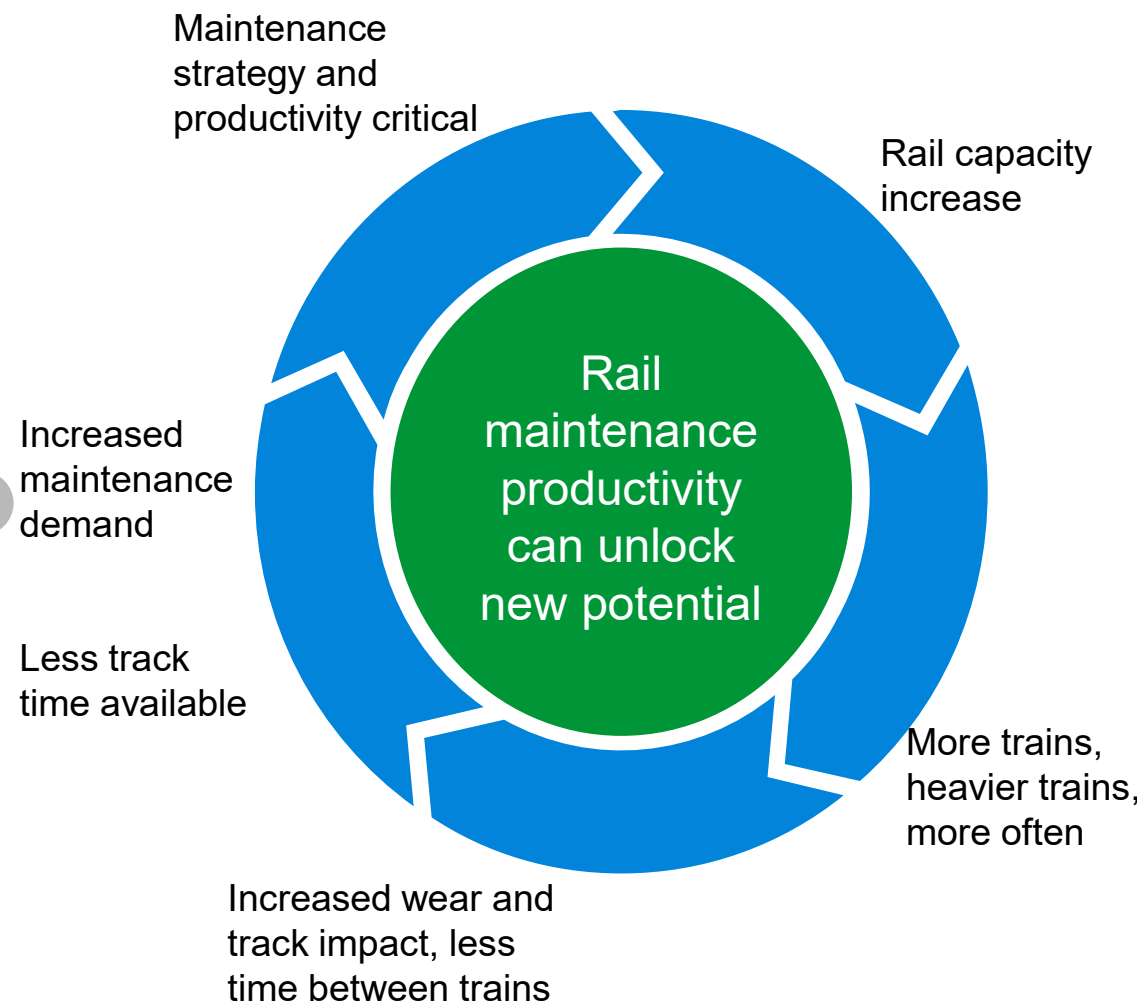 Maintenance
strategy and
productivity critical
Rail capacity
increase
More trains,
heavier trains,
more often
Increased wear and
track impact, less
time between trains
Less track
time available
Increased
maintenance
demand
Rail
maintenance
productivity
can unlock
new potential